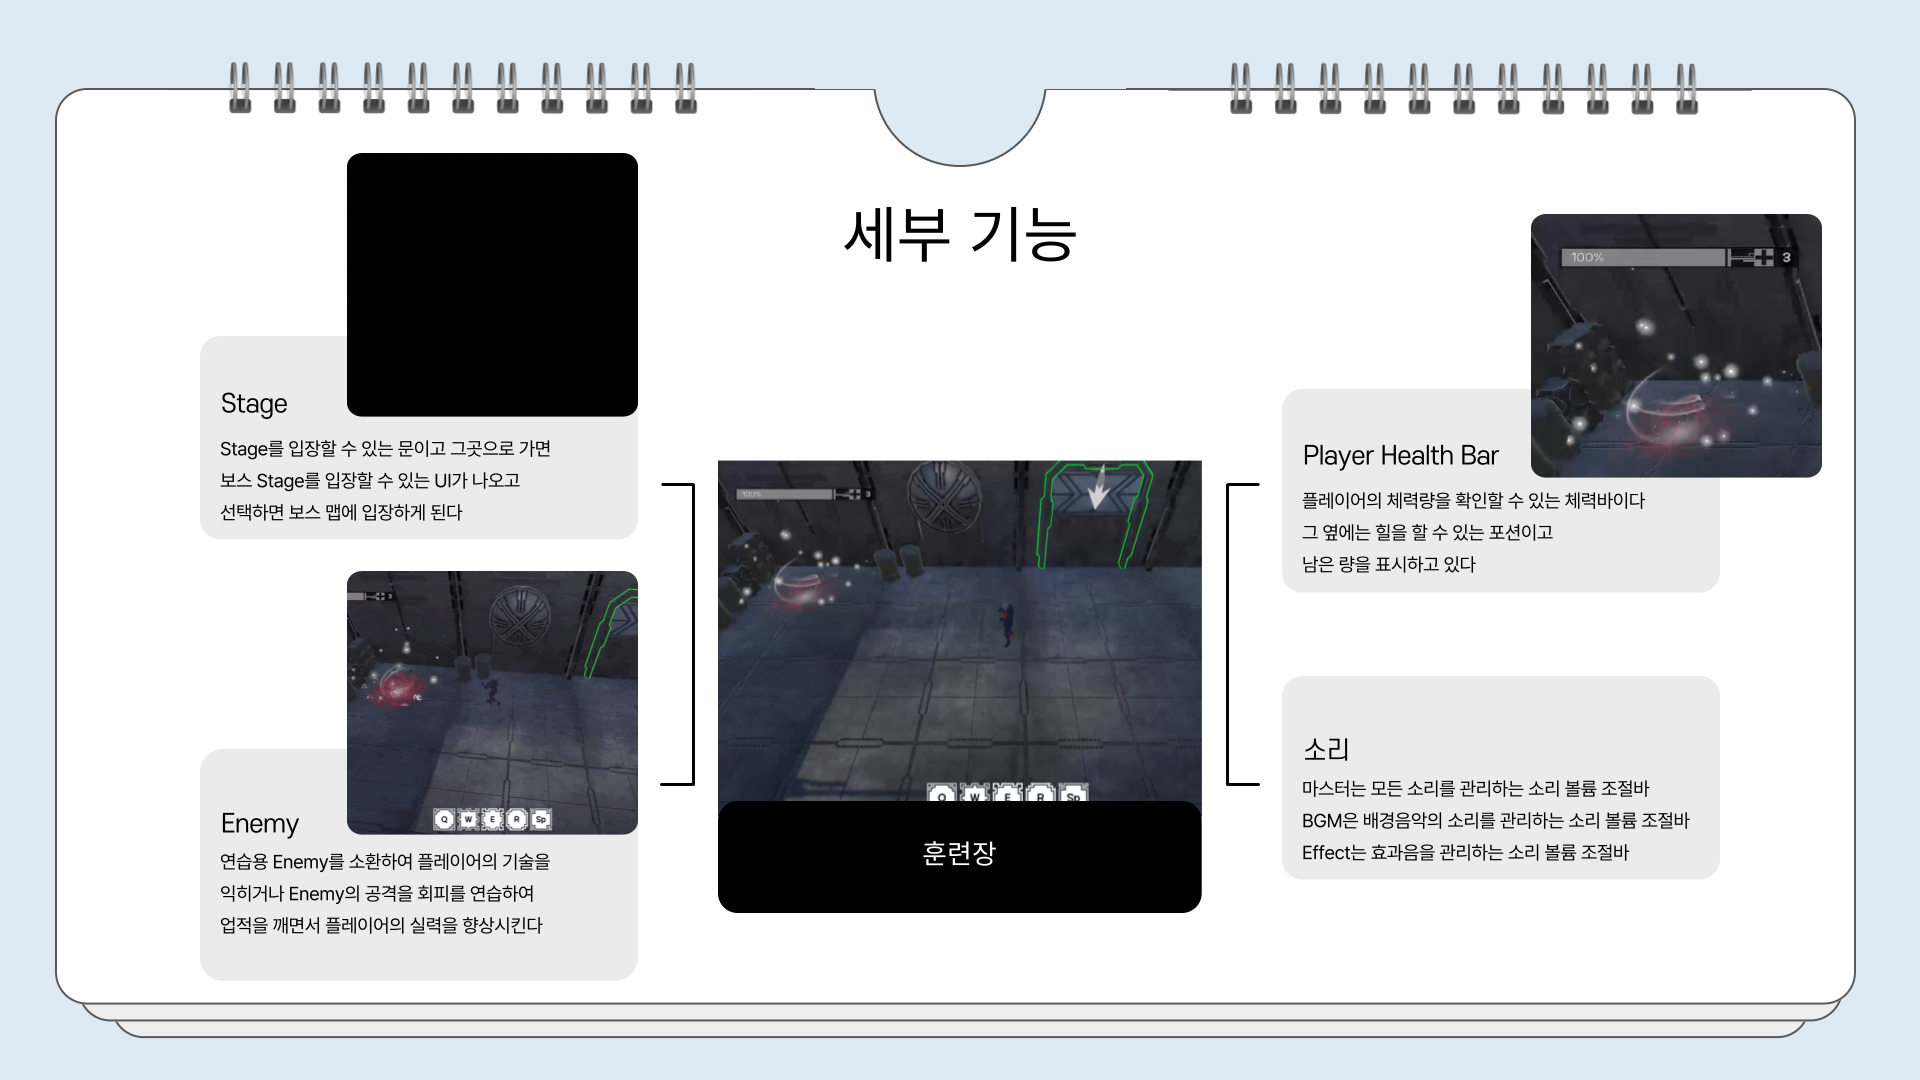 세부 기능
Stage
Stage를 입장할 수 있는 문이고 그곳으로 가면
보스 Stage를 입장할 수 있는 UI가 나오고
선택하면 보스 맵에 입장하게 된다
Q W E R Sp
Enemy
연습용 Enemy를 소환하여 플레이어의 기술을
익히거나 Enemy의 공격을 회피를 연습하여
업적을 깨면서 플레이어의 실력을 향상시킨다
100% 3
Q W E R Sp
훈련장
100% 3
Player Health Bar
플레이어의 체력량을 확인할 수 있는 체력바이다
그 옆에는 힐을 할 수 있는 포션이고
남은 량을 표시하고 있다
소리
마스터는 모든 소리를 관리하는 소리 볼륨 조절바
BGM은 배경음악의 소리를 관리하는 소리 볼륨 조절바
Effect는 효과음을 관리하는 소리 볼륨 조절바